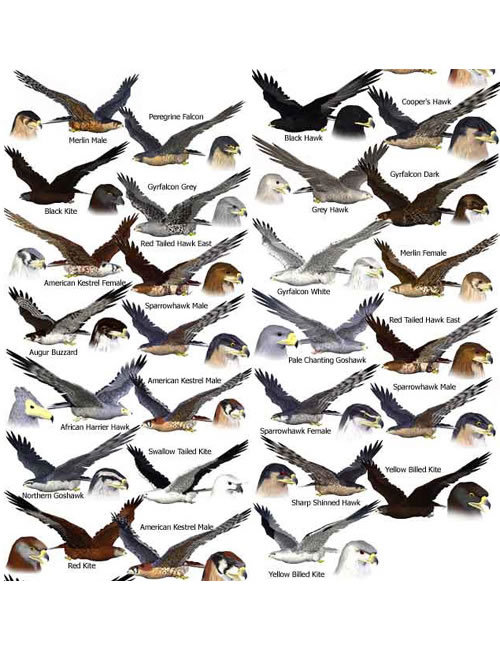 Merlin Male
Peregrine Falcon
Black Hawk
Cooper's Hawk
Black Kite
Gyrfalcon Grey
Grey Hawk
Gyrfalcon Dark
American Kestrel Female
Red Tailed Hawk East
Gyrfalcon White
Merlin Female
Augur Buzzard
Sparrowhawk Male
Pale Chanting Goshawk
Red Tailed Hawk East
African Harrier Hawk
American Kestrel Male
Sparrowhawk Female
Sparrowhawk Male
Northern Goshawk
Swallow Tailed Kite
Sharp Shinned Hawk
Yellow Billed Kite
Red Kite
American Kestrel Male
Yellow Billed Kite